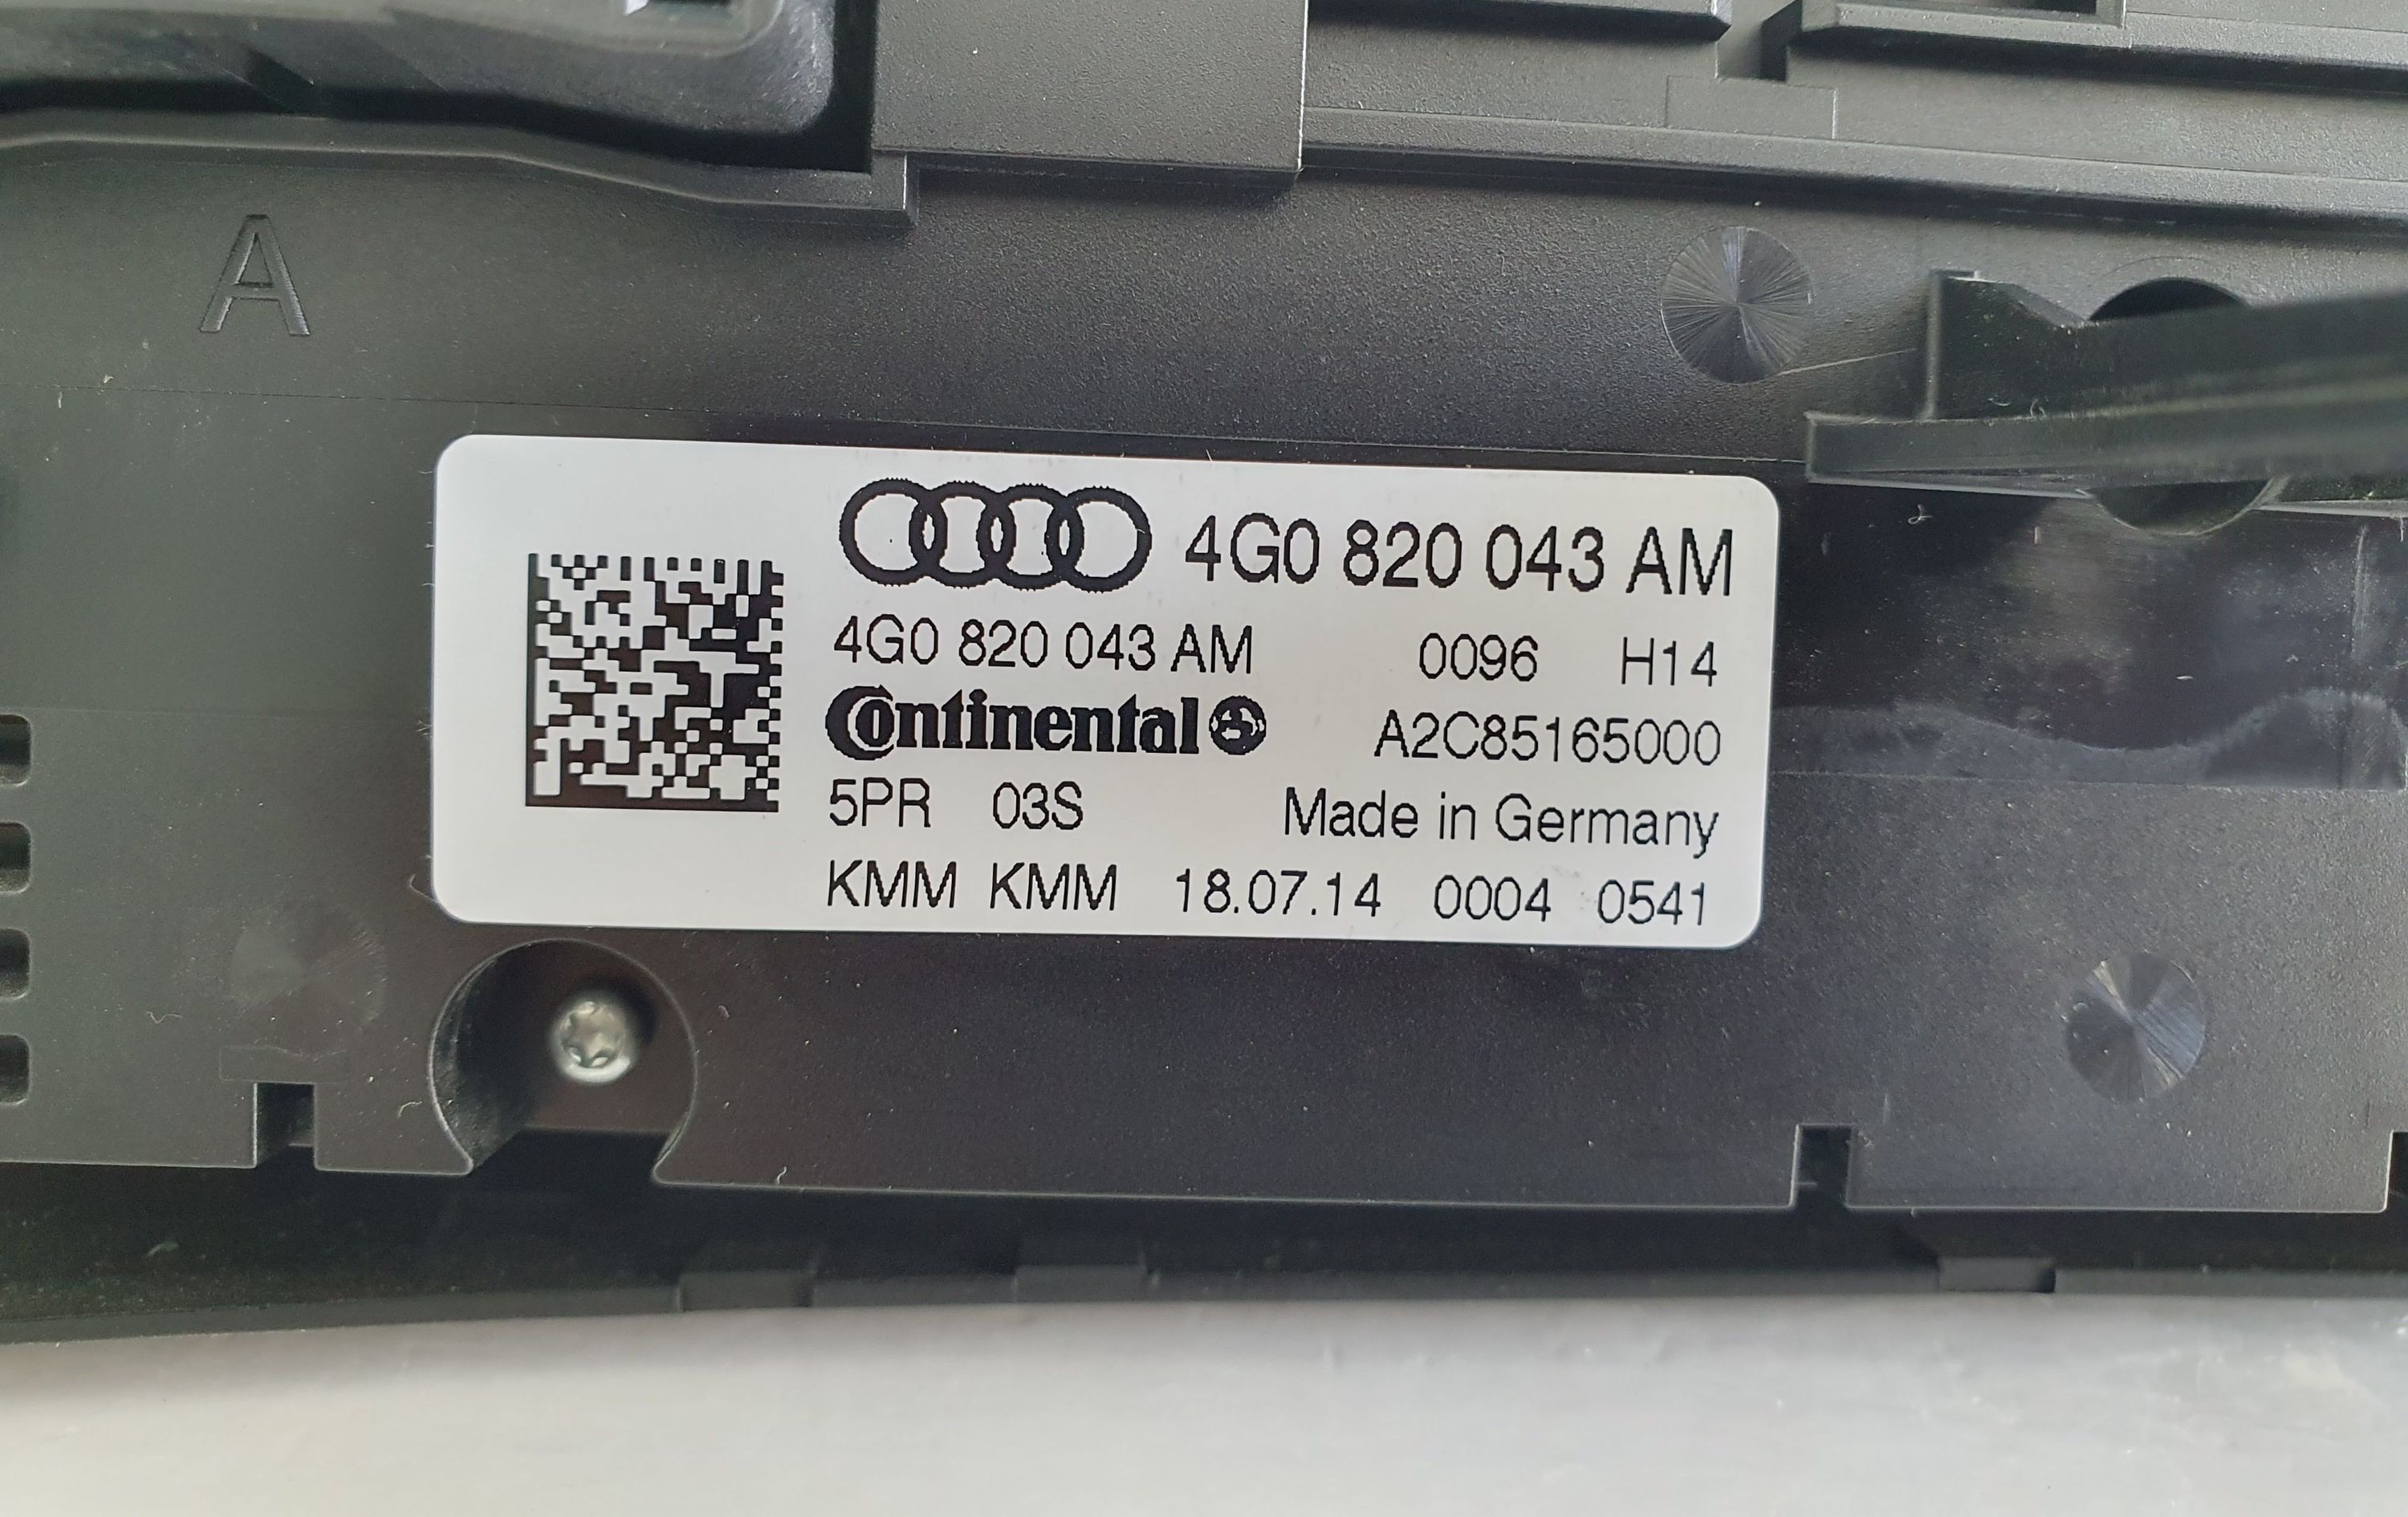 A
4G0 820 043 AM
4G0 820 043 AM 0096 H14
Continental A2C85165000
5PR 03S Made in Germany
KMM KMM 18.07.14 0004 0541